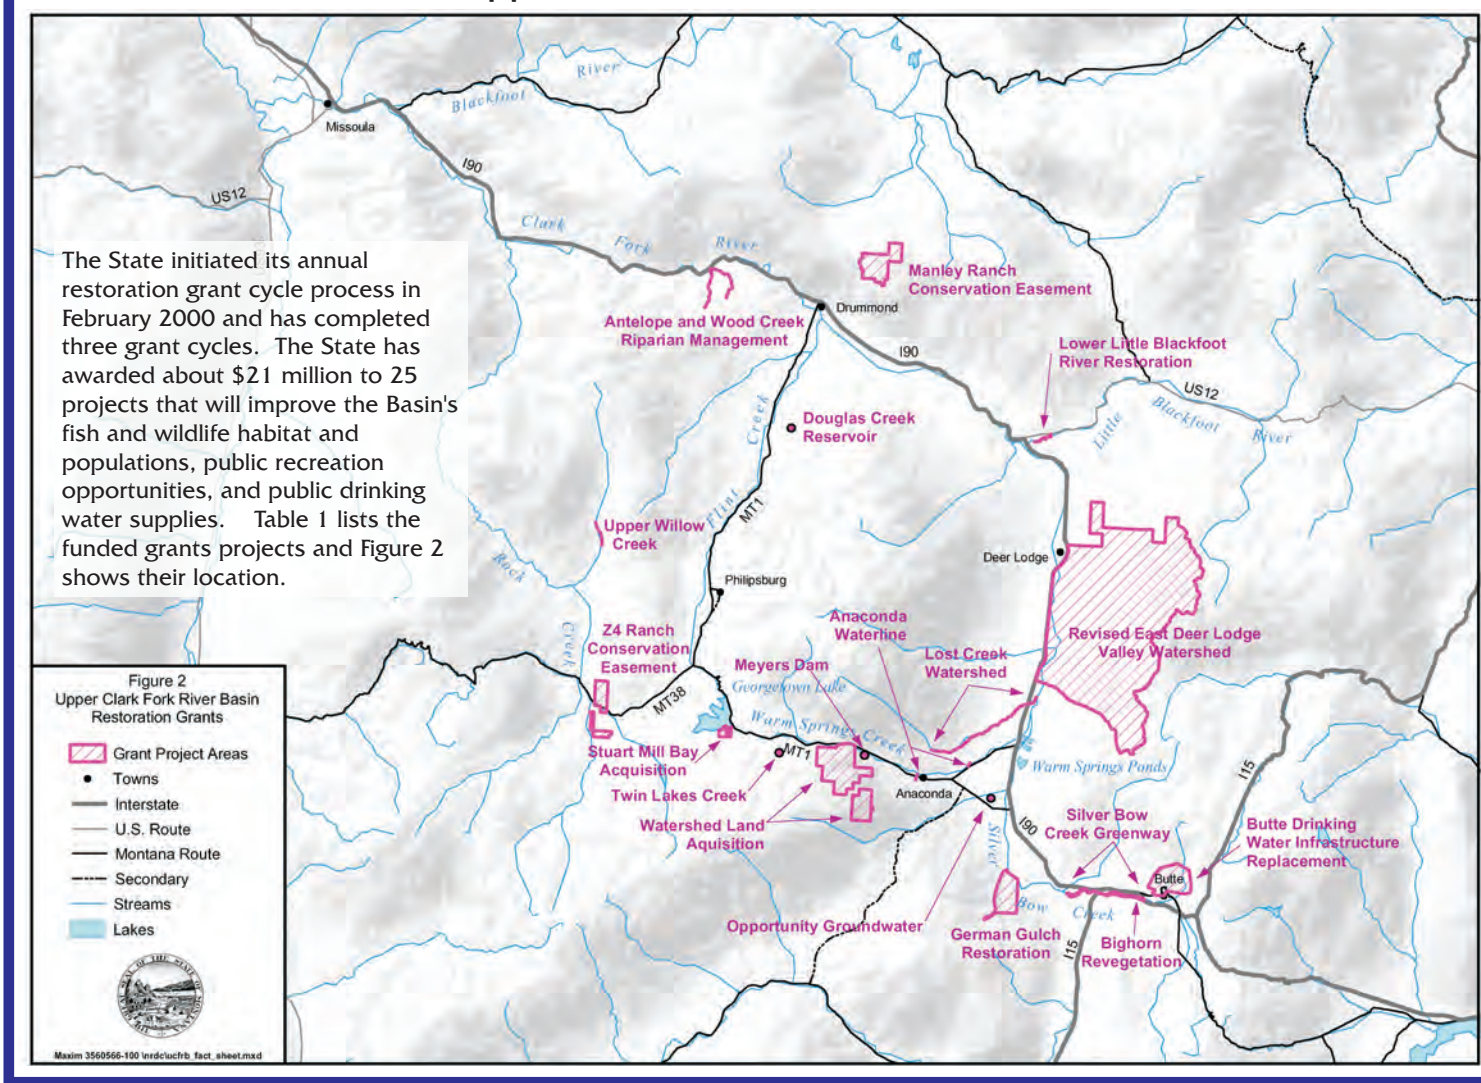 River
Blackfoot
Missoula
I90
US12
Clark
Fork
River
The State initiated its annual
restoration grant cycle process in
February 2000 and has completed
three grant cycles. The State has
awarded about $21 million to 25
projects that will improve the Basin's
fish and wildlife habitat and
populations, public recreation
opportunities, and public drinking
water supplies. Table 1 lists the
funded grants projects and Figure 2
shows their location.
Manley Ranch
Conservation Easement
Drummond
Antelope and Wood Creek
Riparian Management
I90
Lower Little Blackfoot
River Restoration
US12
Little
Blackfoot
River
Douglas Creek
Reservoir
Creek
Flint
MT1
Upper Willow
Creek
Rock
Creek
Deer Lodge
Philipsburg
Anaconda
Waterline
Z4 Ranch
Conservation
Easement
Meyers Dam
Lost Creek
Watershed
Revised East Deer Lodge
Valley Watershed
Georgetown Lake
MT38
Warm Springs Creek
MT1
Stuart Mill Bay
Acquisition
Twin Lakes Creek
Watershed Land
Aquisition
Anaconda
Warm Springs Ponds
I15
I90
Silver
Bow
Creek
Silver Bow
Creek Greenway
Butte Drinking
Water Infrastructure
Replacement
Butte
Opportunity Groundwater
German Gulch
Restoration
I15
Bighorn
Revegetation
Figure 2
Upper Clark Fork River Basin
Restoration Grants
Grant Project Areas
Towns
Interstate
U.S. Route
Montana Route
Secondary
Streams
Lakes
Maxim 3560566-100 \nrdc\ucfrb_fact_sheet.mxd